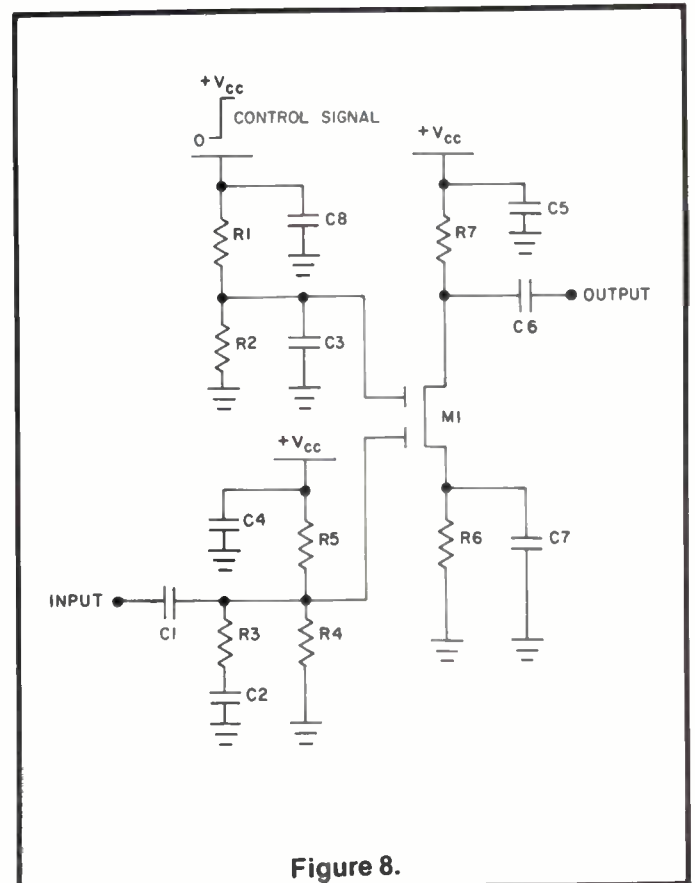 +Vcc
0 CONTROL SIGNAL
+Vcc
C8
C5
R1
R7
OUTPUT
C6
R2
C3
M1
+Vcc
C4
R5
R6
C7
INPUT
C1
R3
R4
C2
Figure 8.